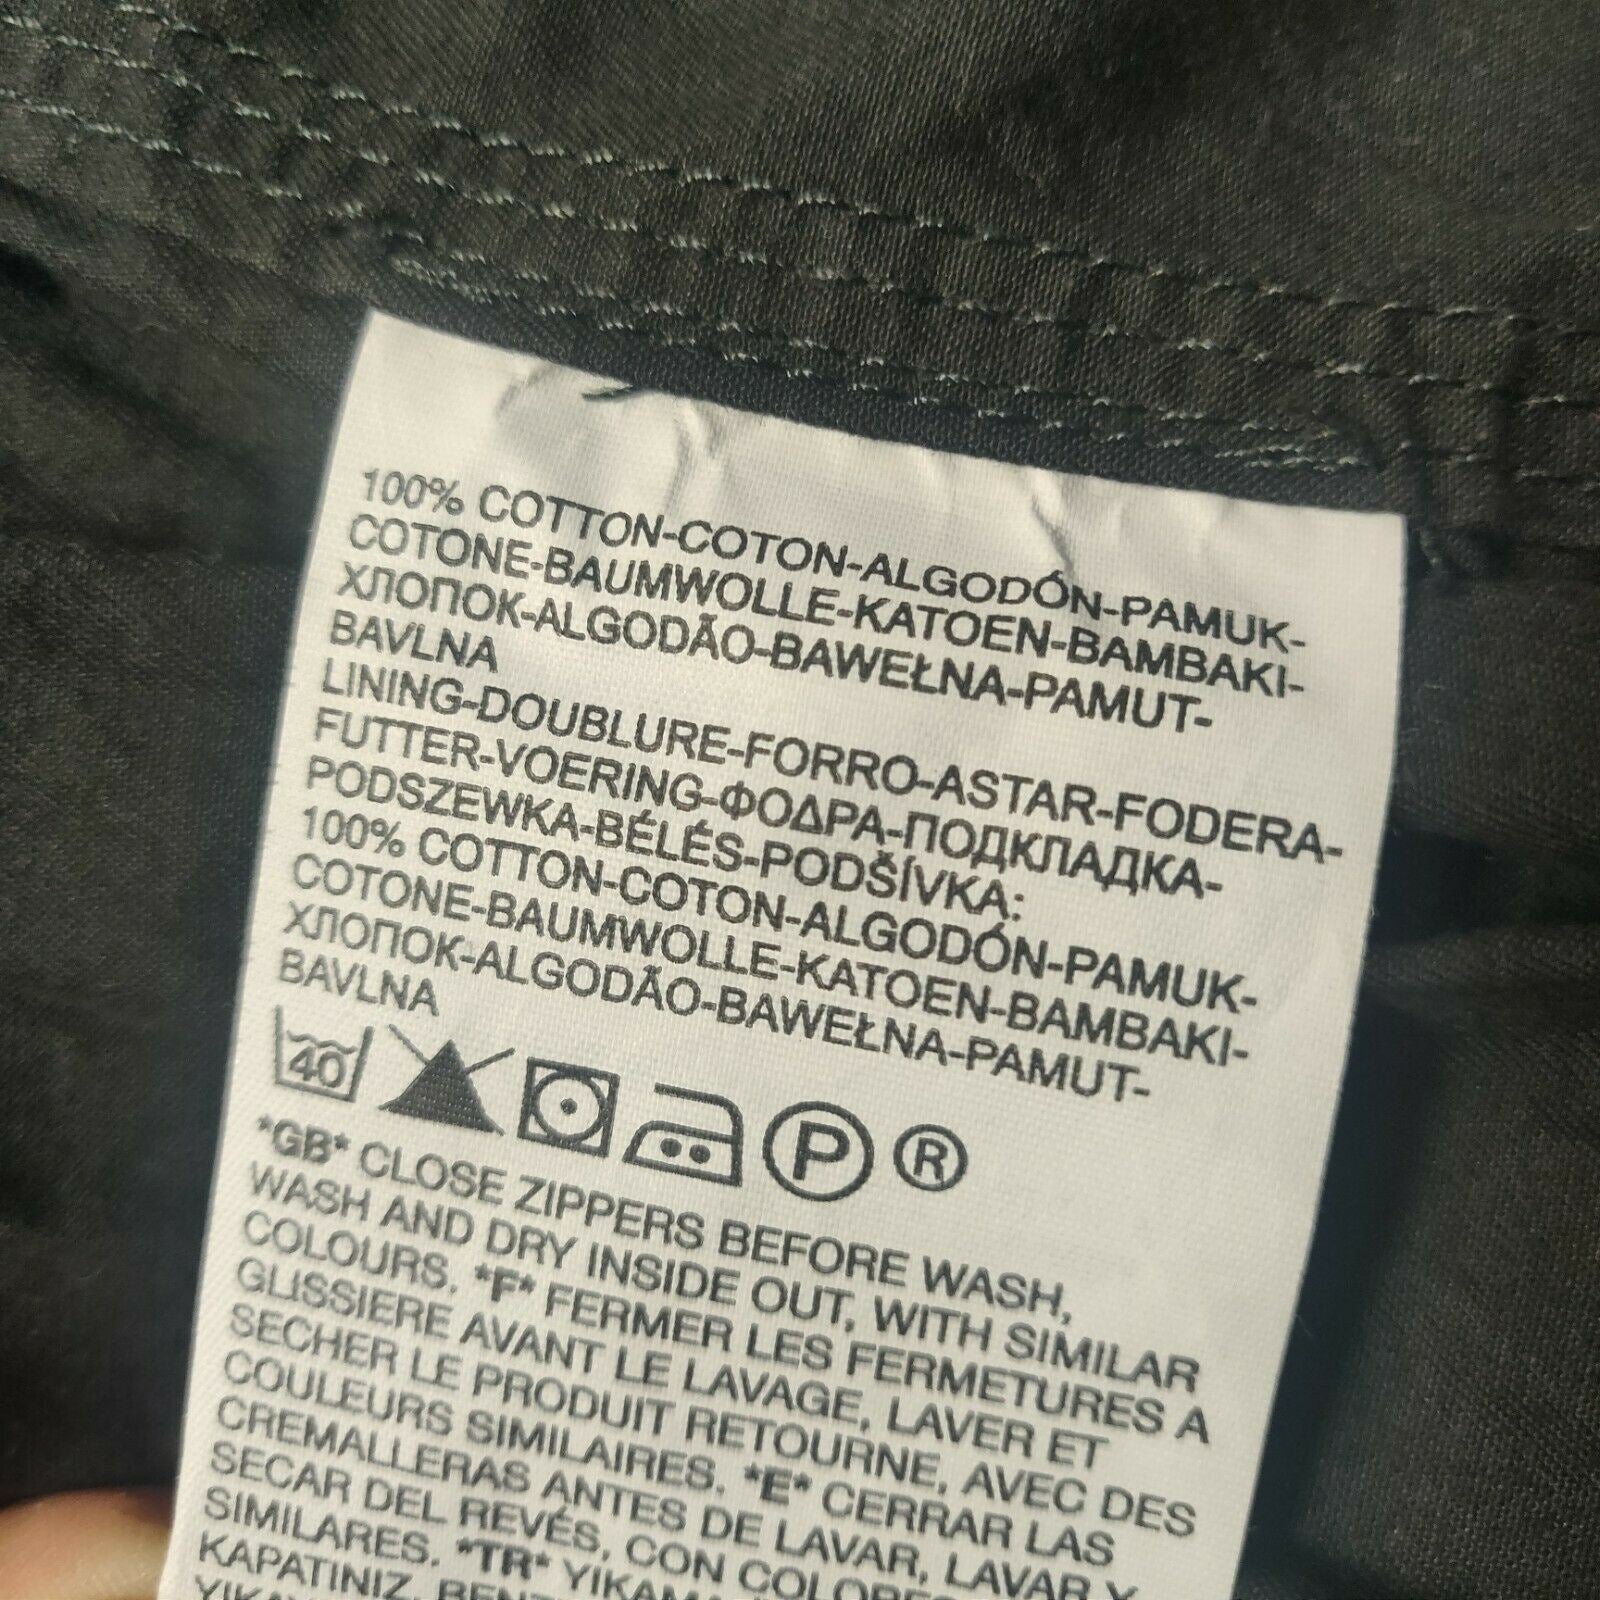 100% COTTON-COTON-ALGODÓN-PAMUK-
COTONE-BAUMWOLLE-KATOEN-BAMBAKI-
ХЛОПОК-ALGODÃO-BAWEŁNA-PAMUT-
BAVLNA
LINING-DOUBLURE-FORRO-ASTAR-FODERA-
FUTTER-VOERING-ΦΟΔΡΑ-ПОДКЛАДКА-
PODSZEWKA-BÉLÉS-PODŠÍVKA:
100% COTTON-COTON-ALGODÓN-PAMUK-
COTONE-BAUMWOLLE-KATOEN-BAMBAKI-
ХЛОПОК-ALGODÃO-BAWEŁNA-PAMUT-
BAVLNA
40 P ®
*GB* CLOSE ZIPPERS BEFORE WASH,
WASH AND DRY INSIDE OUT, WITH SIMILAR
COLOURS. *F* FERMER LES FERMETURES A
GLISSIERE AVANT LE LAVAGE, LAVER ET
SECHER LE PRODUIT RETOURNE, AVEC DES
COULEURS SIMILAIRES. *E* CERRAR LAS
CREMALLERAS ANTES DE LAVAR, LAVAR Y
SECAR DEL REVÉS, CON COLORES
SIMILARES. *TR* YIKAMA
KAPATINIZ,